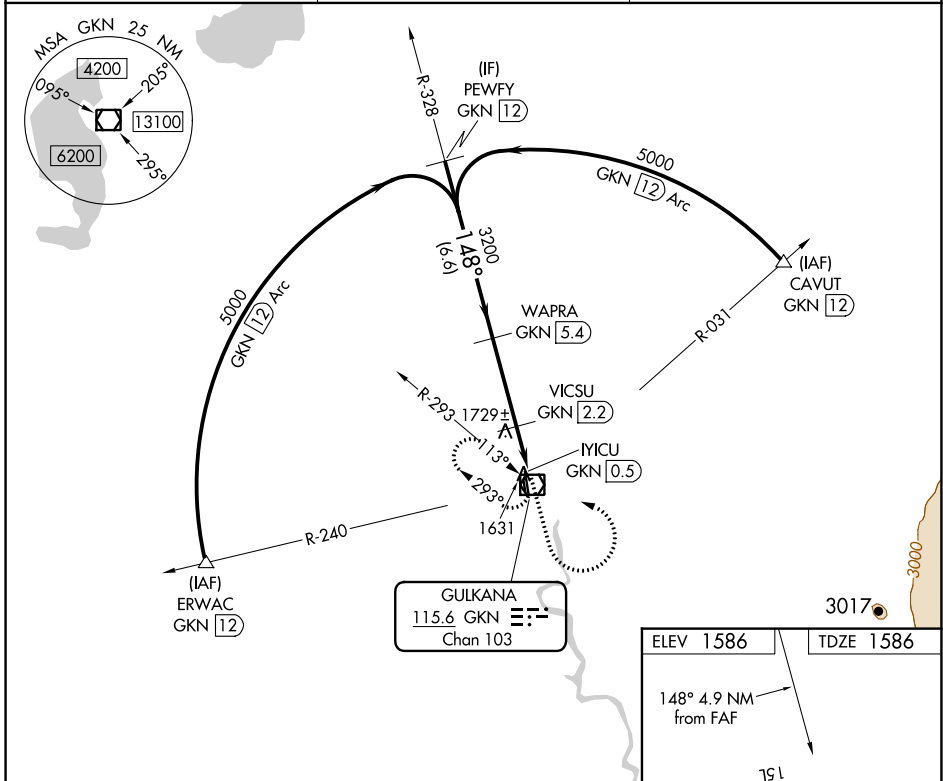 MSA GKN 25 NM
4200
095°
205°
13100
6200
295°
R-328
(IF)
PEWFY
GKN 12
5000
GKN 12 Arc
5000
GKN 12 Arc
3200
148°
(6.6)
(IAF)
CAVUT
GKN 12
R-031
WAPRA
GKN 5.4
R-293
1729±
VICSU
GKN 2.2
113°
IYICU
GKN 0.5
293°
1631
R-240
(IAF)
ERWAC
GKN 12
GULKANA
115.6 GKN
Chan 103
3000
3017
ELEV 1586
TDZE 1586
148° 4.9 NM
from FAF
15L